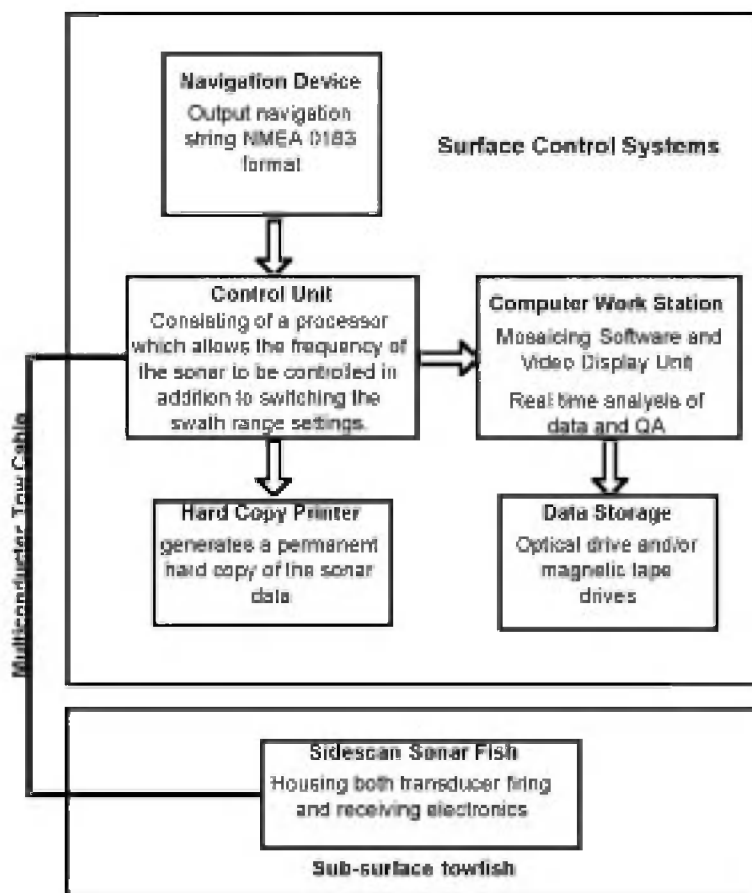 Navigation Device
Output navigation
string NMEA 0183
format
Surface Control Systems
Control Unit
Consisting of a processor
which allows the frequency of
the sonar to be controlled in
addition to switching the
swath range settings.
Computer Work Station
Mosaicing Software and
Video Display Unit
Real time analysis of
data and QA
Hard Copy Printer
generates a permanent
hard copy of the sonar
data
Data Storage
Optical drive and/or
magnetic tape
drives
Multiconductor Tow Cable
Sidescan Sonar Fish
Housing both transducer firing
and receiving electronics
Sub-surface towfish